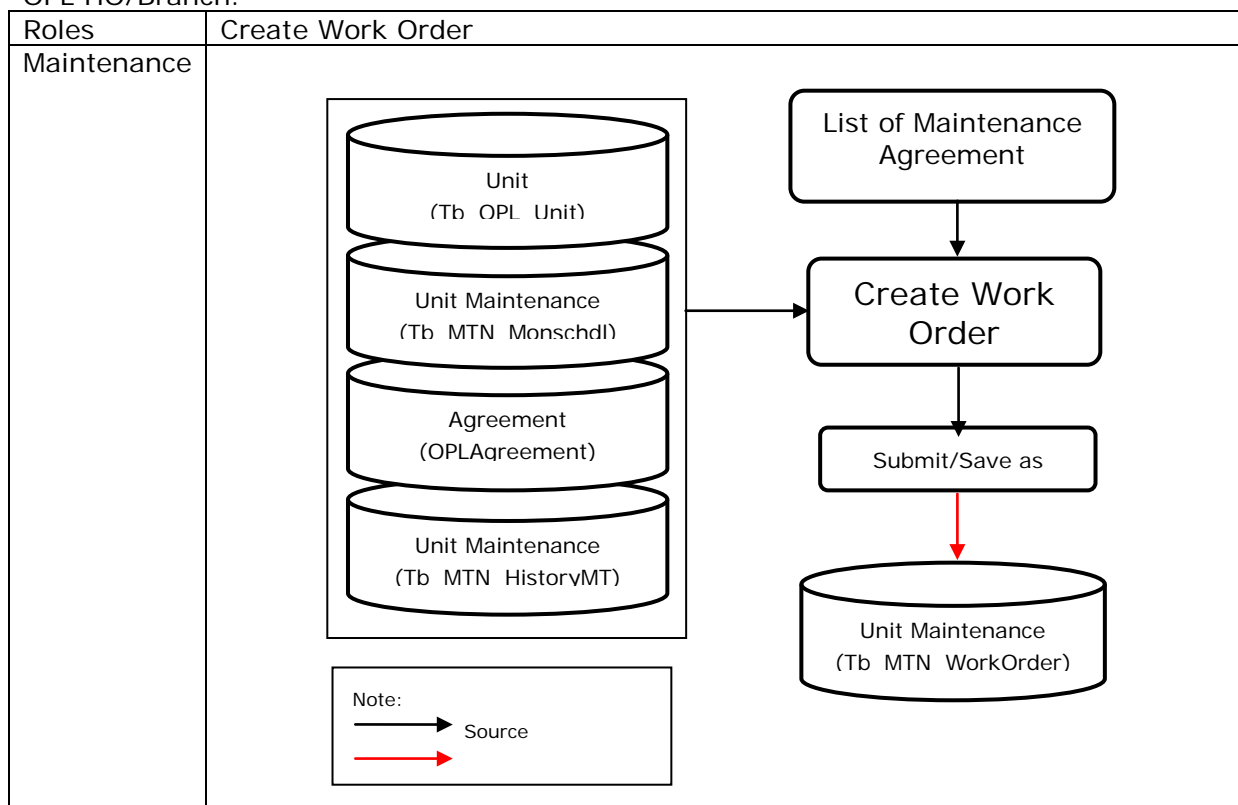 Roles
Create Work Order
Maintenance
Unit
(Tb_OPL_Unit)
Unit Maintenance
(Tb_MTN_Monschdl)
Agreement
(OPLAgreement)
Unit Maintenance
(Tb_MTN_HistoryMT)
List of Maintenance
Agreement
Create Work
Order
Submit/Save as
Unit Maintenance
(Tb_MTN_WorkOrder)
Note:
Source